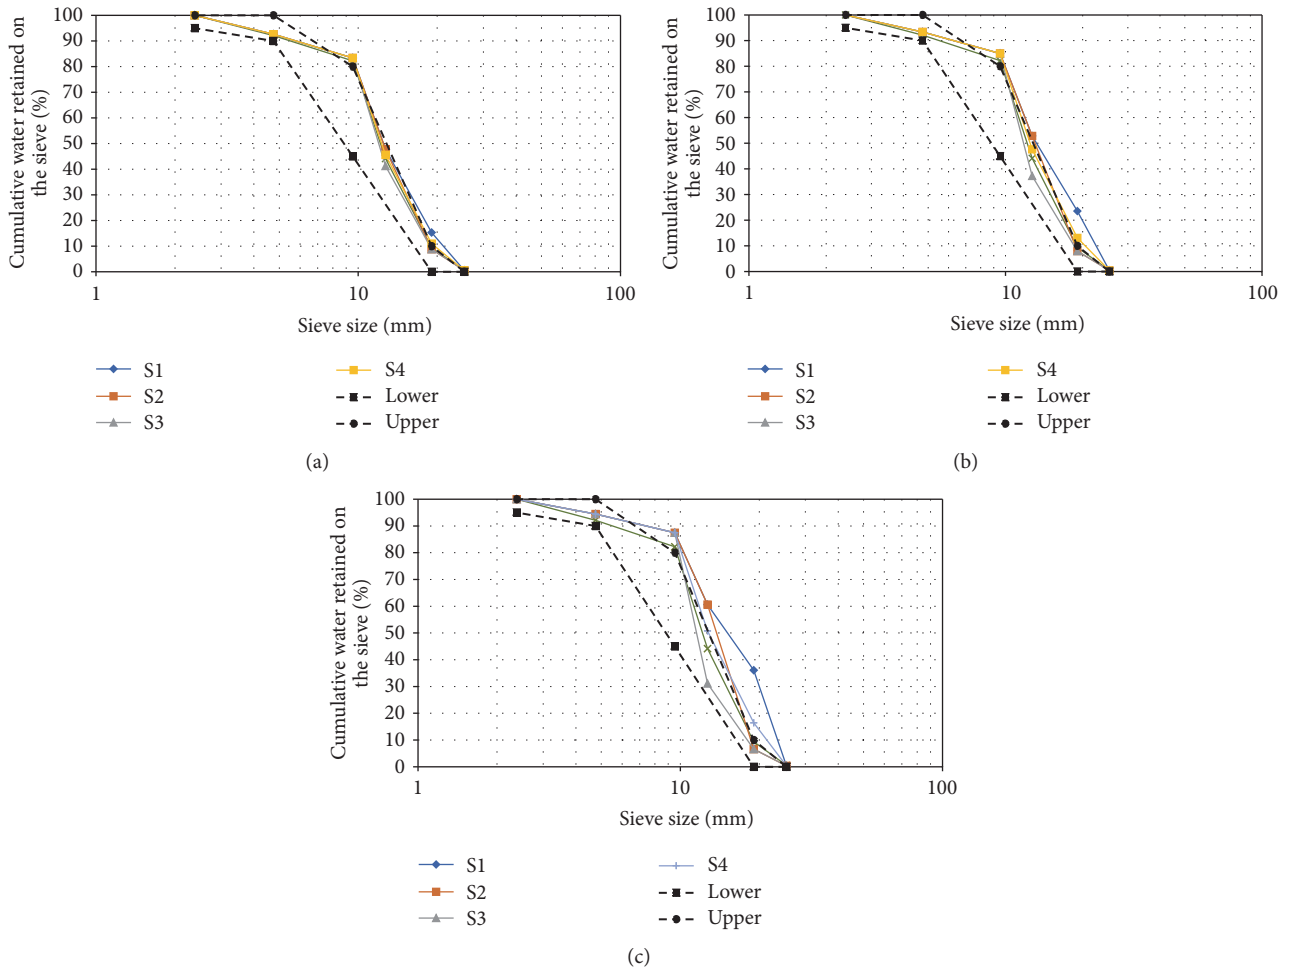 Cumulative water retained on
the sieve (%)
100
90
80
70
60
50
40
30
20
10
0
1
10
100
Sieve size (mm)
S1
S2
S3
S4
Lower
Upper
(a)
Cumulative water retained on
the sieve (%)
100
90
80
70
60
50
40
30
20
10
0
1
10
100
Sieve size (mm)
S1
S2
S3
S4
Lower
Upper
(b)
Cumulative water retained on
the sieve (%)
100
90
80
70
60
50
40
30
20
10
0
1
10
100
Sieve size (mm)
S1
S2
S3
S4
Lower
Upper
(c)